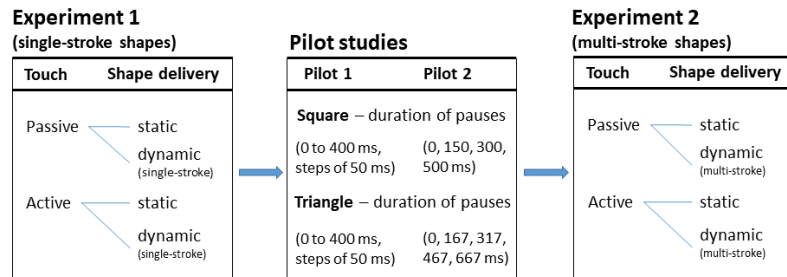 Experiment 1
(single-stroke shapes)
Touch Shape delivery
Passive
static
dynamic
(single-stroke)
Active
static
dynamic
(single-stroke)
Pilot studies
Pilot 1 Pilot 2
Square – duration of pauses
(0 to 400 ms, (0, 150, 300,
steps of 50 ms) 500 ms)
Triangle – duration of pauses
(0 to 400 ms, (0, 167, 317,
steps of 50 ms) 467, 667 ms)
Experiment 2
(multi-stroke shapes)
Touch Shape delivery
Passive
static
dynamic
(multi-stroke)
Active
static
dynamic
(multi-stroke)